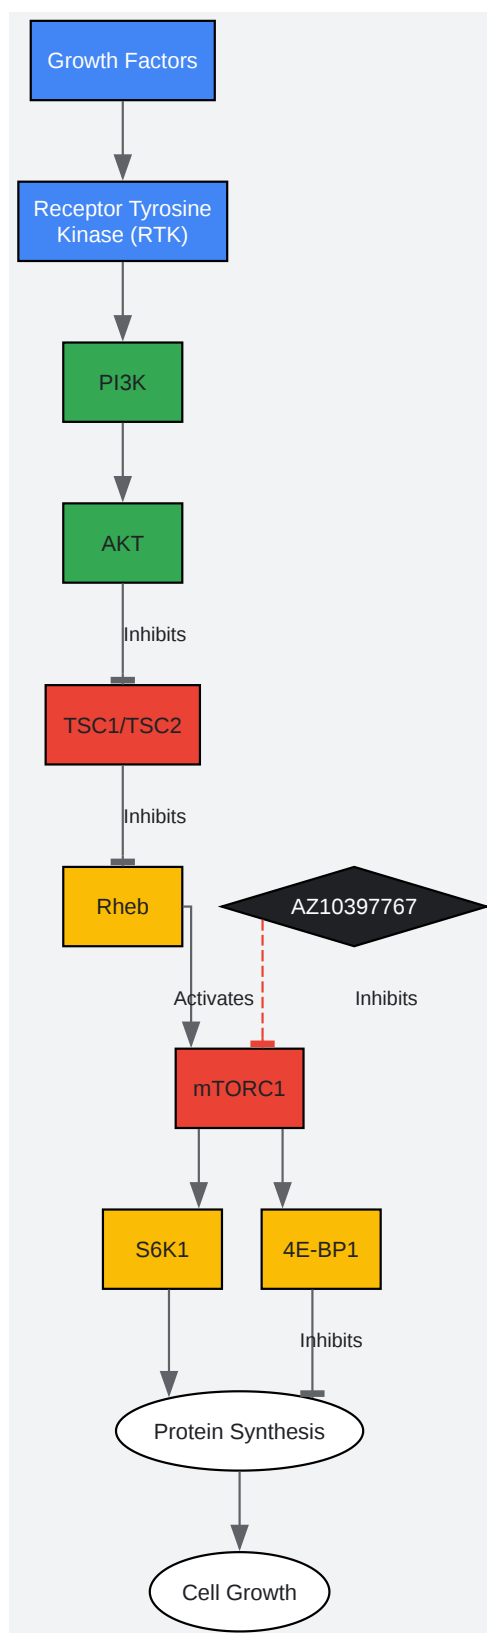 Growth Factors
Receptor Tyrosine
Kinase (RTK)
PI3K
AKT
Inhibits
TSC1/TSC2
Inhibits
Rheb
AZ10397767
Activates
Inhibits
mTORC1
S6K1
4E-BP1
Inhibits
Protein Synthesis
Cell Growth